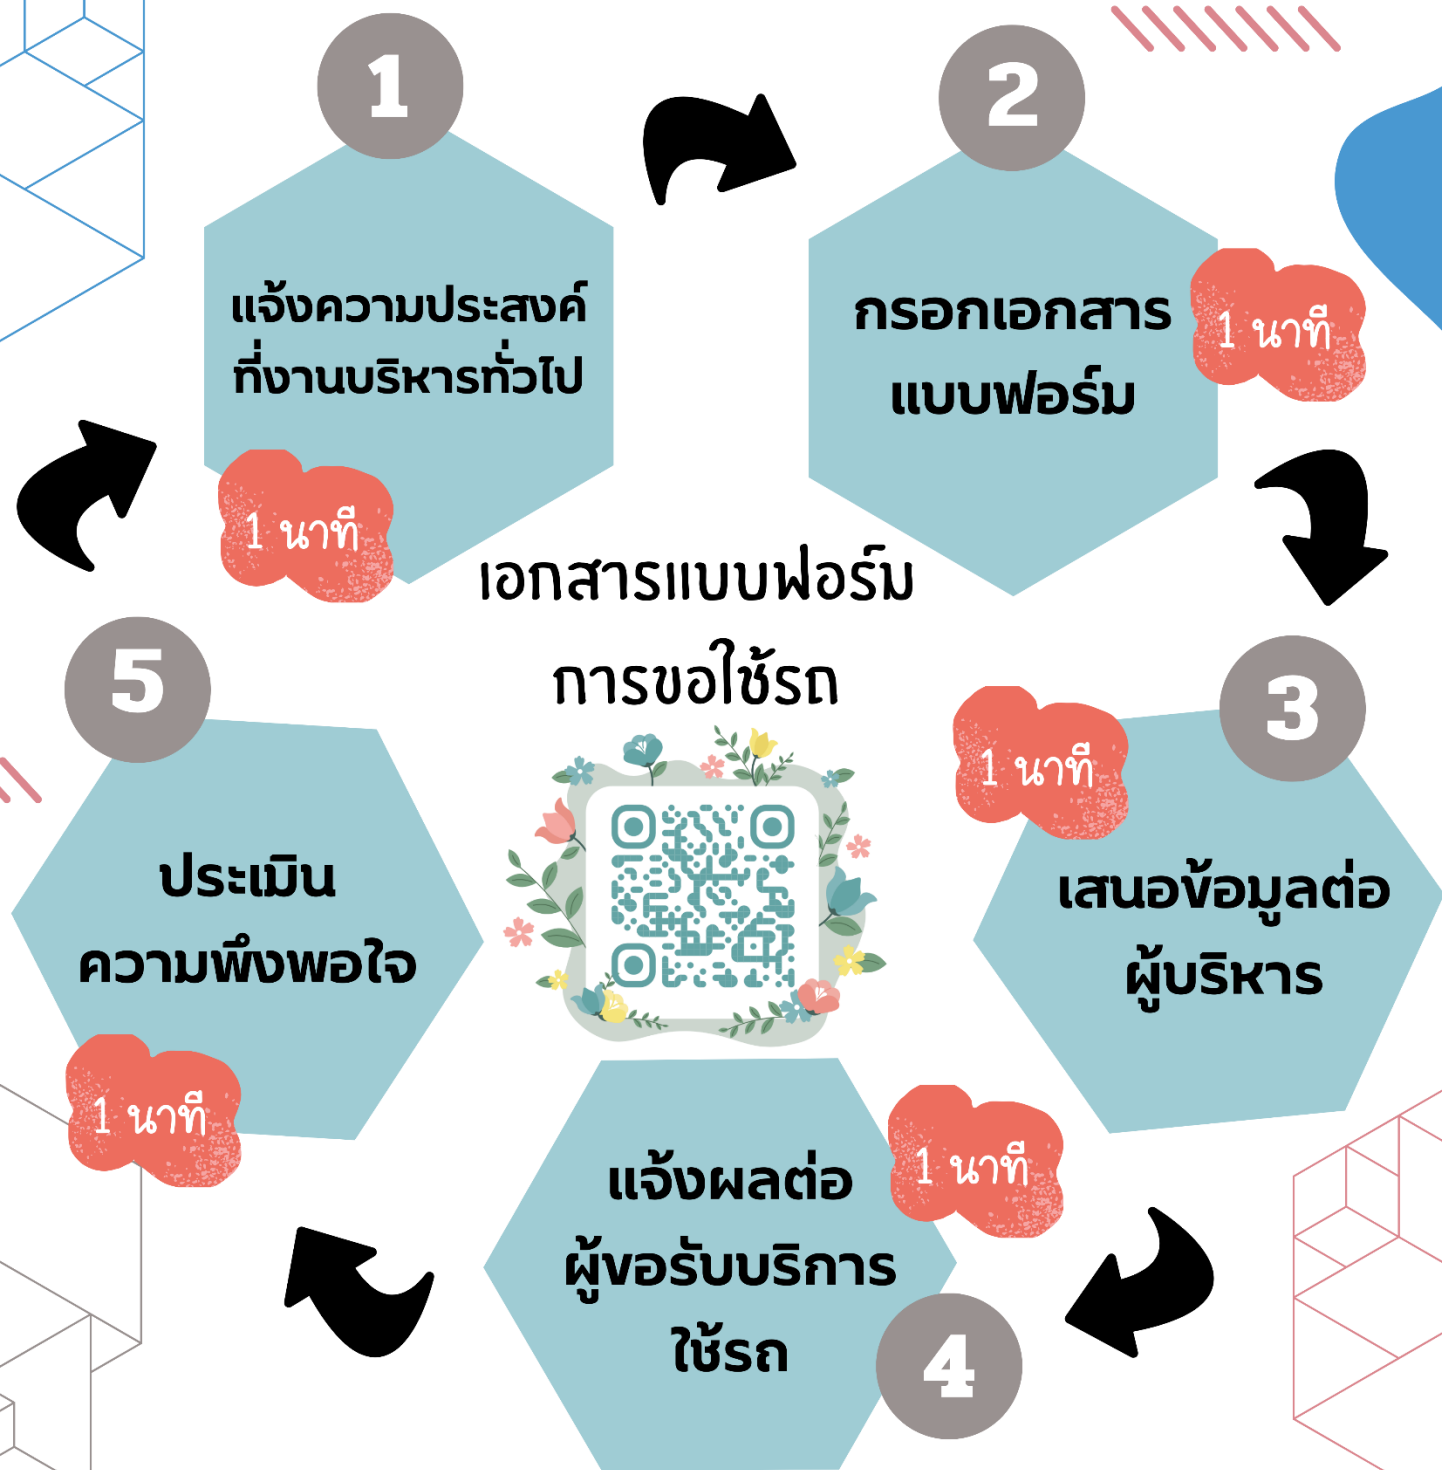 1
แจ้งความประสงค์
ที่งานบริหารทั่วไป
1 นาที
2
กรอกเอกสาร
แบบฟอร์ม
1 นาที
เอกสารแบบฟอร์ม
การขอใช้รถ
3
1 นาที
เสนอข้อมูลต่อ
ผู้บริหาร
4
แจ้งผลต่อ
ผู้ขอรับบริการ
ใช้รถ
1 นาที
5
ประเมิน
ความพึงพอใจ
1 นาที